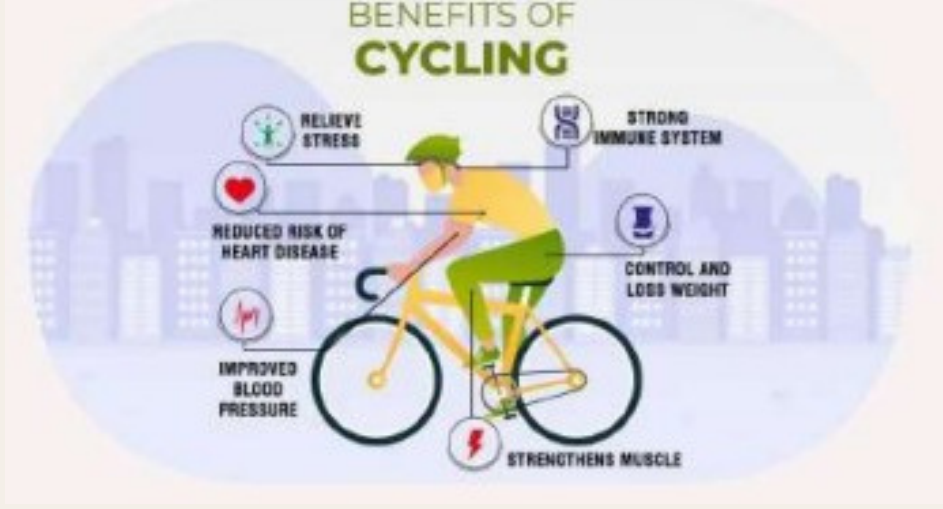 BENEFITS OF
CYCLING
RELIEVE
STRESS
STRONG
IMMUNE SYSTEM
REDUCED RISK OF
HEART DISEASE
CONTROL AND
LOSS WEIGHT
IMPROVED
BLOOD
PRESSURE
STRENGTHENS MUSCLE